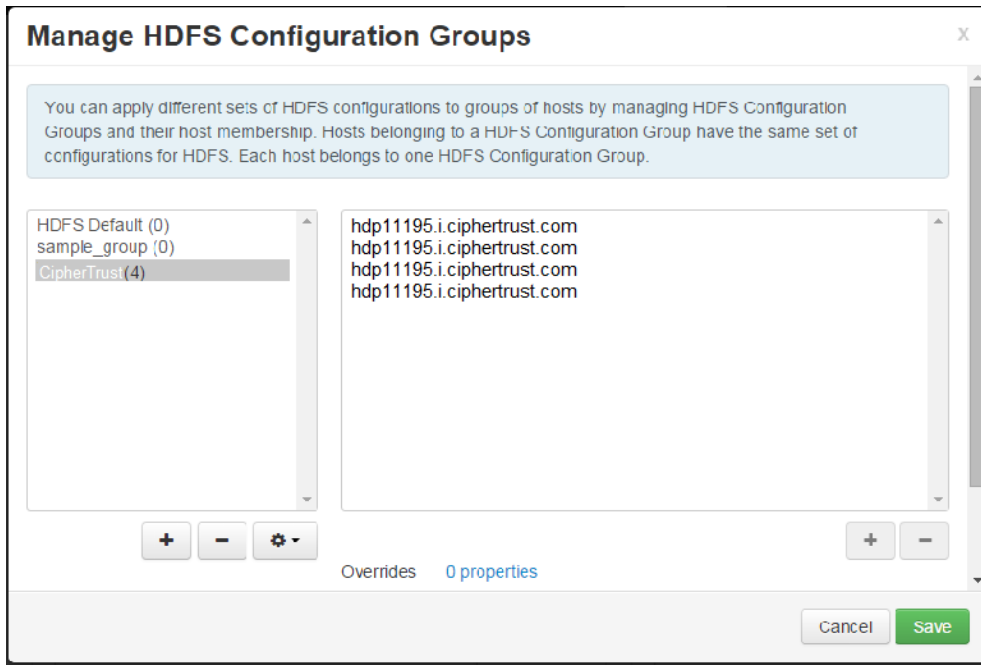 Manage HDFS Configuration Groups
X
You can apply different sets of HDFS configurations to groups of hosts by managing HDFS Configuration
Groups and their host membership. Hosts belonging to a HDFS Configuration Group have the same set of
configurations for HDFS. Each host belongs to one HDFS Configuration Group.
HDFS Default (0)
sample_group (0)
CipherTrust(4)
hdp11195.i.ciphertrust.com
hdp11195.i.ciphertrust.com
hdp11195.i.ciphertrust.com
hdp11195.i.ciphertrust.com
Overrides 0 properties
Cancel Save